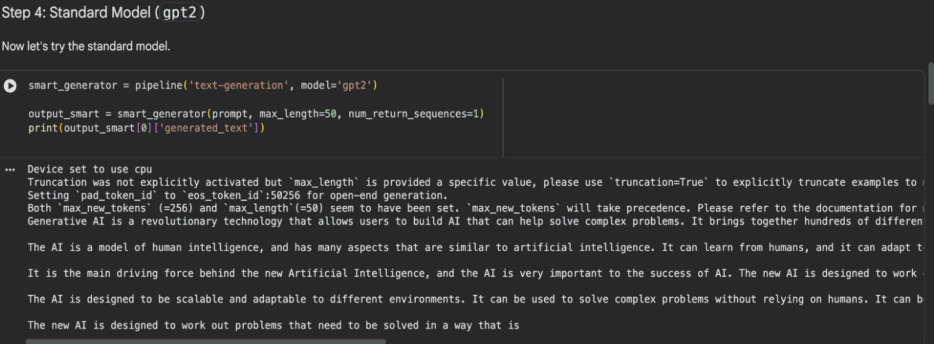 Step 4: Standard Model (gpt2)
Now let's try the standard model.
smart_generator = pipeline('text-generation', model='gpt2')
output_smart = smart_generator(prompt, max_length=50, num_return_sequences=1)
print(output_smart[0]['generated_text'])
Device set to use cpu
Truncation was not explicitly activated but `max_length` is provided a specific value, please use `truncation=True` to explicitly truncate examples to
Setting `pad_token_id` to `eos_token_id`:50256 for open-end generation.
Both `max_new_tokens` (=256) and `max_length`(=50) seem to have been set. `max_new_tokens` will take precedence. Please refer to the documentation for
Generative AI is a revolutionary technology that allows users to build AI that can help solve complex problems. It brings together hundreds of differen
The AI is a model of human intelligence, and has many aspects that are similar to artificial intelligence. It can learn from humans, and it can adapt t
It is the main driving force behind the new Artificial Intelligence, and the AI is very important to the success of AI. The new AI is designed to work
The AI is designed to be scalable and adaptable to different environments. It can be used to solve complex problems without relying on humans. It can b
The new AI is designed to work out problems that need to be solved in a way that is